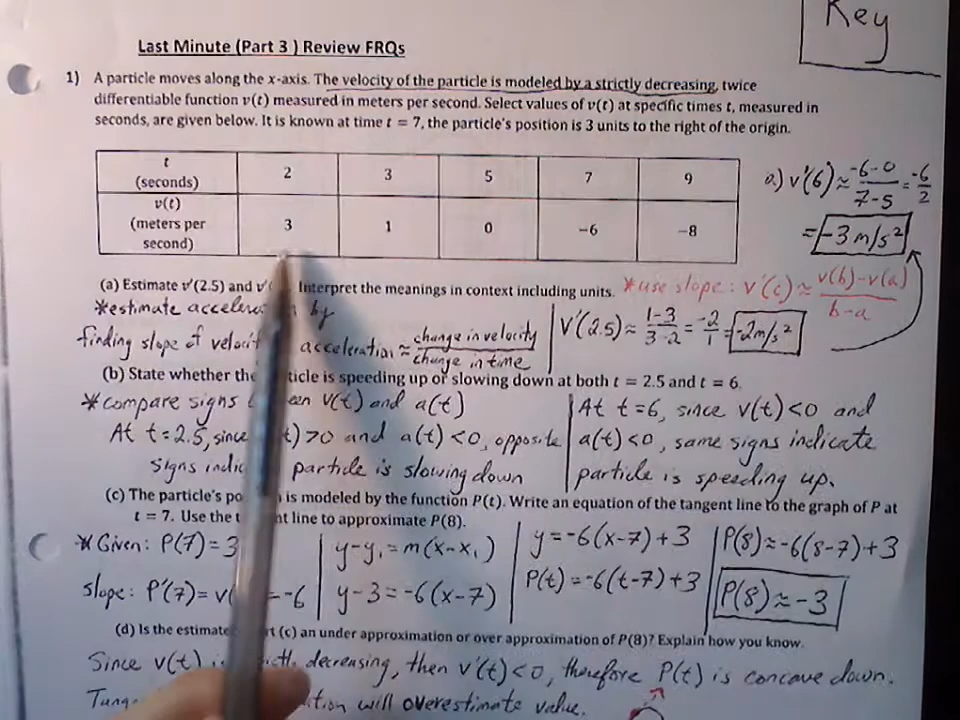 Key
Last Minute (Part 3 ) Review FRQs
1) A particle moves along the x-axis. The velocity of the particle is modeled by a strictly decreasing, twice
differentiable function v(t) measured in meters per second. Select values of v(t) at specific times t, measured in
seconds, are given below. It is known at time t = 7, the particle's position is 3 units to the right of the origin.
t (seconds) 2 3 5 7 9
v(t) (meters per second) 3 1 0 −6 −8
a.) v'(6) ≈ -6-0/7-5 = -6/2
= -3 m/s²
(a) Estimate v'(2.5) and v'( Interpret the meanings in context including units.
*use slope: v'(c) ≈ v(b)-v(a)/b-a
*estimate acceleration by
finding slope of velocit
acceleration ≈ change in velocity/change in time
V'(2.5) ≈ 1-3/3-2 = -2/1 = -2 m/s²
(b) State whether the ticle is speeding up or slowing down at both t = 2.5 and t = 6.
*compare signs een v(t) and a(t)
At t=2.5, since t)>0 and a(t)<0, opposite
signs indic particle is slowing down
At t=6, since v(t)<0 and
a(t)<0, same signs indicate
particle is speeding up.
(c) The particle's po is modeled by the function P(t). Write an equation of the tangent line to the graph of P at
t = 7. Use the t nt line to approximate P(8).
*Given: P(7)=3
slope: P'(7)=v( =-6
y-y₁=m(x-x₁)
y-3=-6(x-7)
y=-6(x-7)+3
P(t)=-6(t-7)+3
P(8)≈-6(8-7)+3
P(8)≈-3
(d) Is the estimate rt (c) an under approximation or over approximation of P(8)? Explain how you know.
Since v(t) i ictly decreasing, then v'(t)<0, therefore P(t) is concave down.
Tang ation will overestimate value.